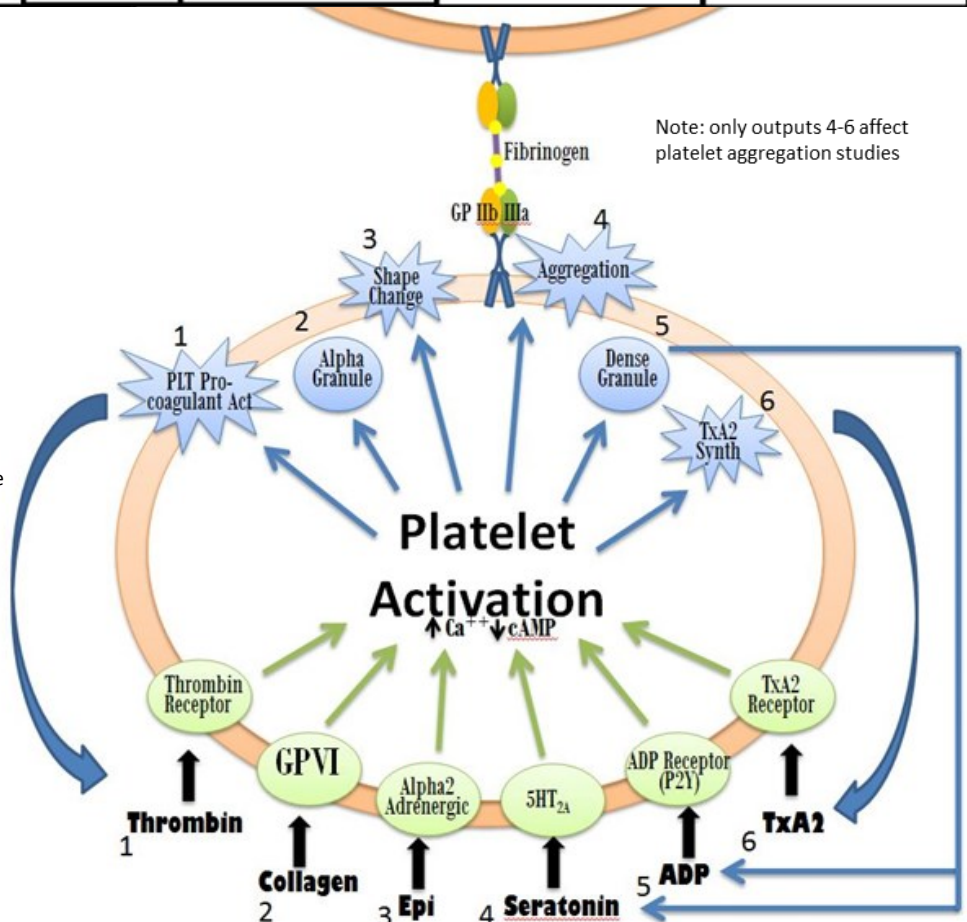 Note: only outputs 4-6 affect
platelet aggregation studies
Fibrinogen
GP IIb IIIa
4
3
Aggregation
Shape
Change
2
5
1
Alpha
Granule
Dense
Granule
PLT Pro-
coagulant Act
6
TxA2
Synth
e
Platelet
Activation
↑Ca++↓cAMP
Thrombin
Receptor
TxA2
Receptor
GPVI
ADP Receptor
(P2Y)
Alpha2
Adrenergic
5HT2A
Thrombin
1
TxA2
6
Collagen
2
ADP
5
Epi
3
Seratonin
4